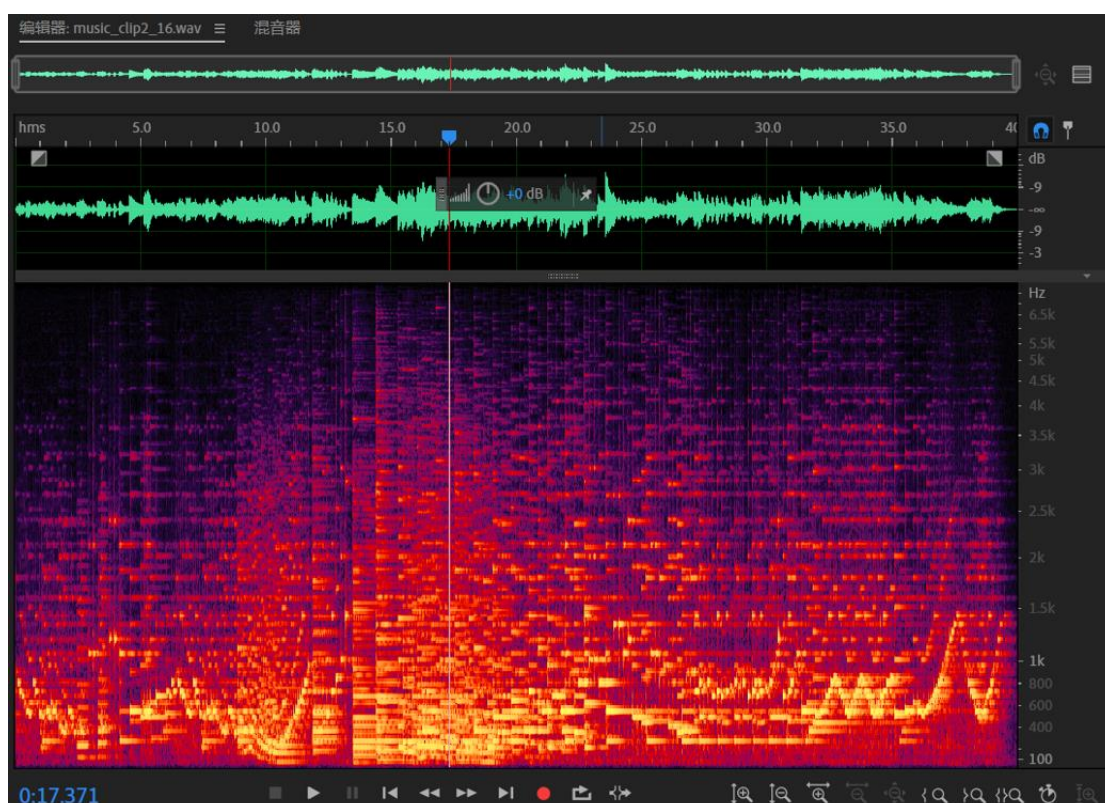 编辑器: music_clip2_16.wav ☰ 混音器
hms 5.0 10.0 15.0 20.0 25.0 30.0 35.0 40
dB
+0 dB
-9
-∞
-9
-3
Hz
6.5k
5.5k
5k
4.5k
4k
3.5k
3k
2.5k
2k
1.5k
1k
800
600
400
100
0:17.371